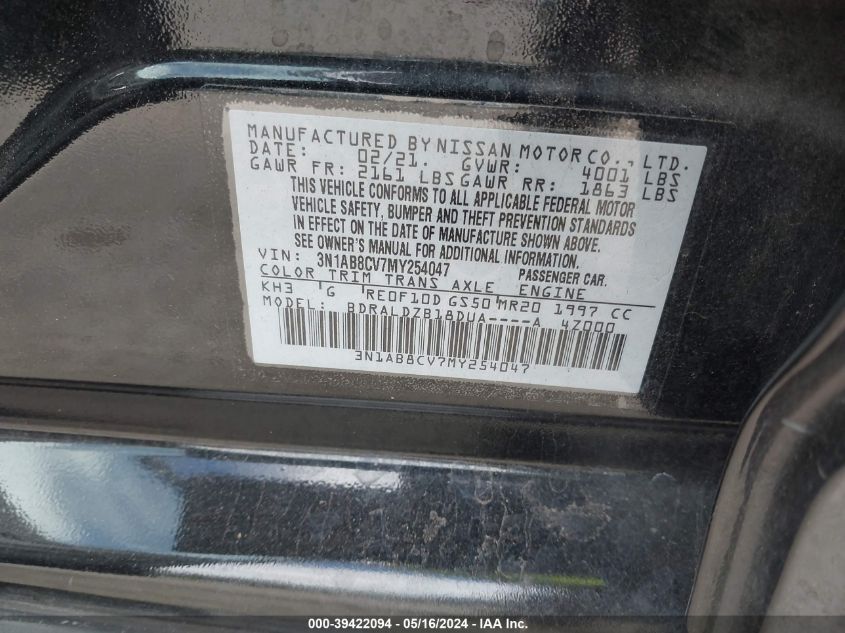 MANUFACTURED BY NISSAN MOTOR CO., LTD.
DATE: 02/21. GVWR: 4001 LBS
GAWR FR: 2161 LBS GAWR RR: 1863 LBS
THIS VEHICLE CONFORMS TO ALL APPLICABLE FEDERAL MOTOR
VEHICLE SAFETY, BUMPER AND THEFT PREVENTION STANDARDS
IN EFFECT ON THE DATE OF MANUFACTURE SHOWN ABOVE.
SEE OWNER'S MANUAL FOR ADDITIONAL INFORMATION.
VIN: 3N1AB8CV7MY254047 PASSENGER CAR.
COLOR TRIM TRANS AXLE ENGINE
KH3 'G 'RE0F10D GS50'MR20 1997 CC
MODEL: BDRALDZB18DUA----A 4Z000
3N1AB8CV7MY254047
000-39422094 - 05/16/2024 - IAAI.com